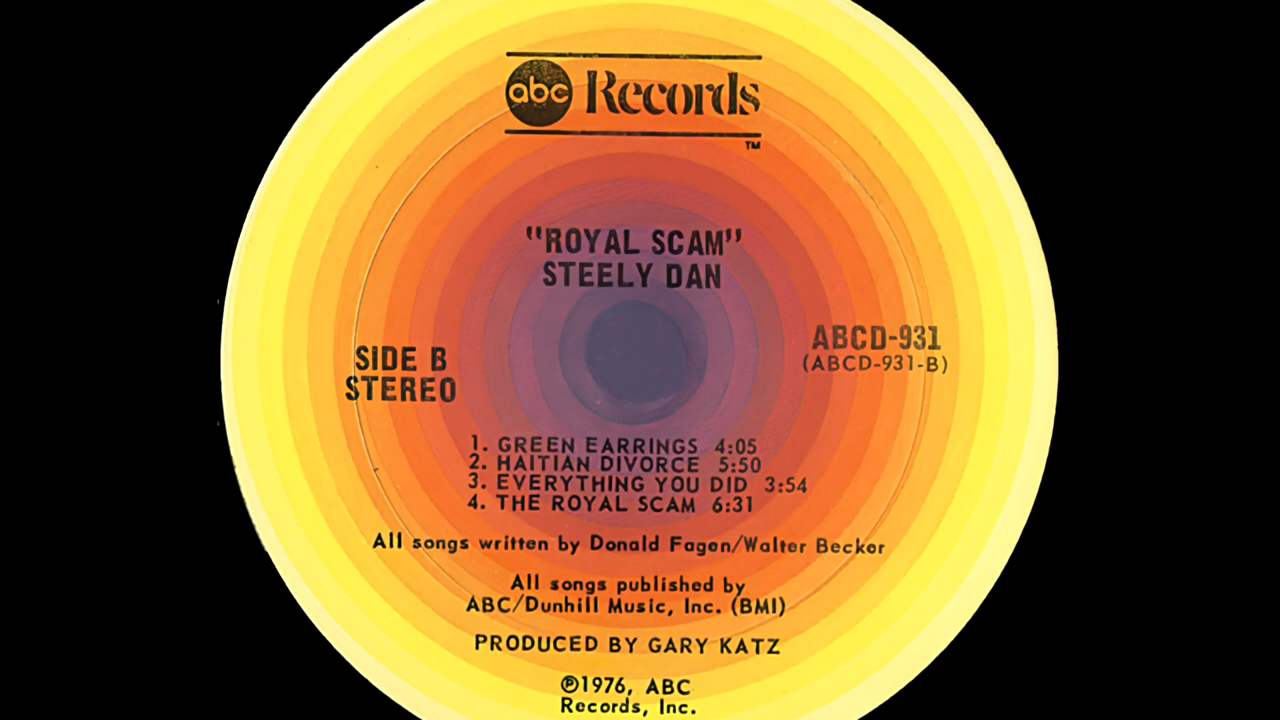 abc Records
TM
"ROYAL SCAM"
STEELY DAN
SIDE B
STEREO
ABCD-931
(ABCD-931-B)
1. GREEN EARRINGS 4:05
2. HAITIAN DIVORCE 5:50
3. EVERYTHING YOU DID 3:54
4. THE ROYAL SCAM 6:31
All songs written by Donald Fagen/Walter Becker
All songs published by
ABC/Dunhill Music, Inc. (BMI)
PRODUCED BY GARY KATZ
℗1976, ABC
Records, Inc.